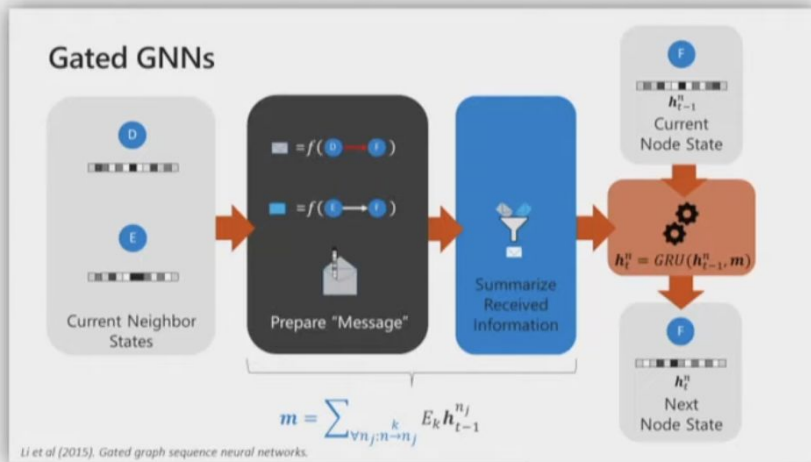 Gated GNNs
D
E
Current Neighbor
States
=f( D F )
=f( E F )
Prepare "Message"
Summarize
Received
Information
F
h^n_{t-1}
Current
Node State
h^n_t = GRU(h^n_{t-1}, m)
F
h^n_t
Next
Node State
m = ∑_{∀n_j:n →^k n_j} E_k h^{n_j}_{t-1}
Li et al (2015). Gated graph sequence neural networks.